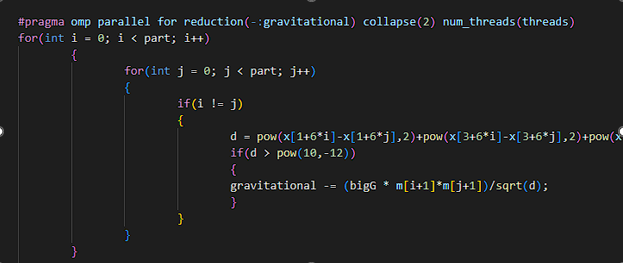 #pragma omp parallel for reduction(-:gravitational) collapse(2) num_threads(threads)
for(int i = 0; i < part; i++)
{
for(int j = 0; j < part; j++)
{
if(i != j)
{
d = pow(x[1+6*i]-x[1+6*j],2)+pow(x[3+6*i]-x[3+6*j],2)+pow(x
if(d > pow(10,-12))
{
gravitational -= (bigG * m[i+1]*m[j+1])/sqrt(d);
}
}
}
}